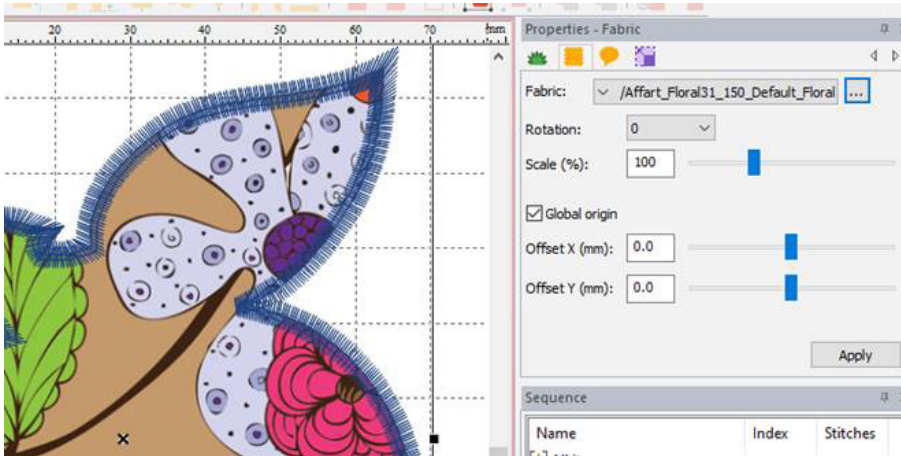 20 30 40 50 60 70 mm
Properties - Fabric
Fabric: /Affart_Floral31_150_Default_Floral ...
Rotation: 0
Scale (%): 100
Global origin
Offset X (mm): 0.0
Offset Y (mm): 0.0
Apply
Sequence
Name Index Stitches